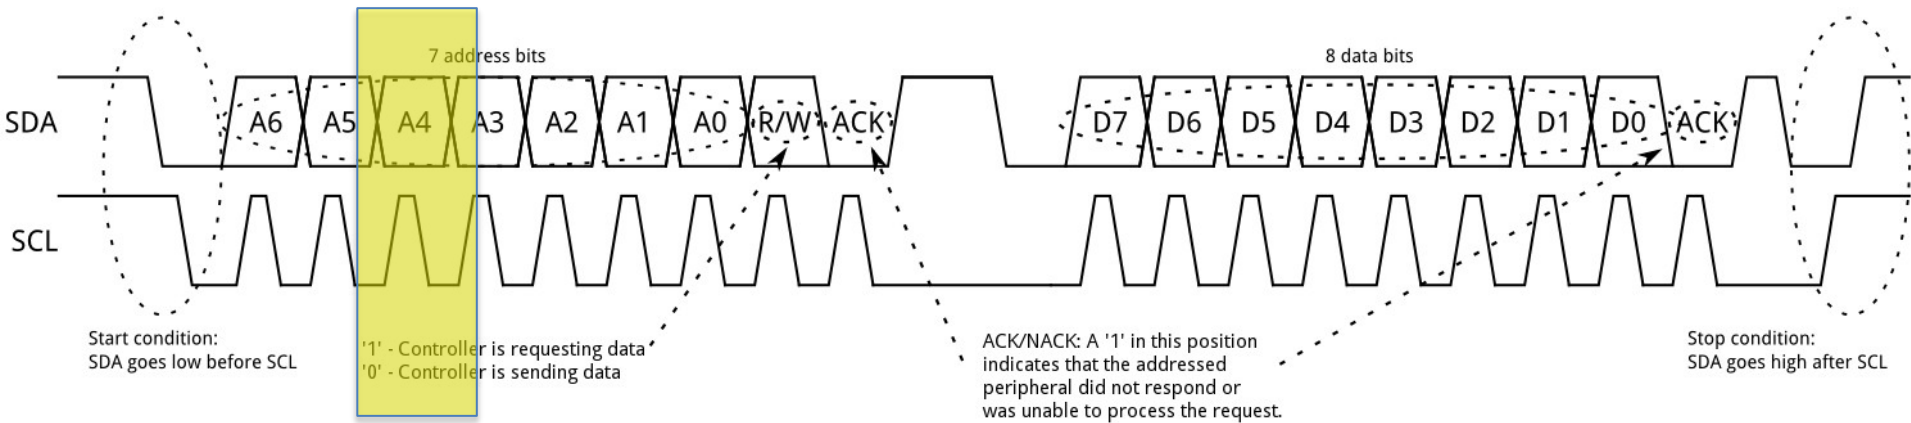 7 address bits
8 data bits
SDA A6 A5 A4 A3 A2 A1 A0 R/W ACK D7 D6 D5 D4 D3 D2 D1 D0 ACK
SCL
Start condition:
SDA goes low before SCL
'1' - Controller is requesting data
'0' - Controller is sending data
ACK/NACK: A '1' in this position
indicates that the addressed
peripheral did not respond or
was unable to process the request.
Stop condition:
SDA goes high after SCL